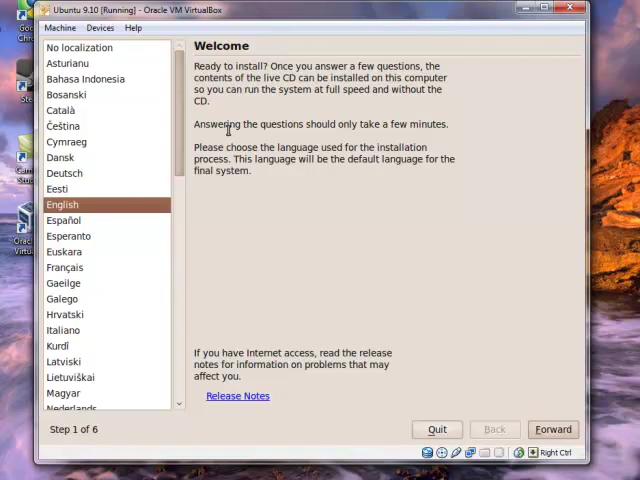 Ubuntu 9.10 [Running] - Oracle VM VirtualBox
Machine Devices Help
No localization
Asturianu
Bahasa Indonesia
Bosanski
Català
Čeština
Cymraeg
Dansk
Deutsch
Eesti
English
Español
Esperanto
Euskara
Français
Gaeilge
Galego
Hrvatski
Italiano
Kurdî
Latviski
Lietuviškai
Magyar
Nederlands
Welcome
Ready to install? Once you answer a few questions, the
contents of the live CD can be installed on this computer
so you can run the system at full speed and without the
CD.
Answering the questions should only take a few minutes.
Please choose the language used for the installation
process. This language will be the default language for the
final system.
If you have Internet access, read the release
notes for information on problems that may
affect you.
Release Notes
Step 1 of 6
Quit
Back
Forward
Right Ctrl